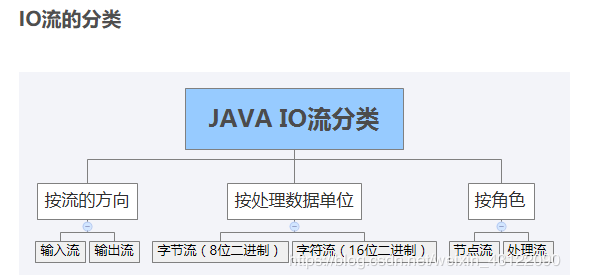 IO流的分类
JAVA IO流分类
按流的方向
按处理数据单位
按角色
输入流
输出流
字节流（8位二进制）
字符流（16位二进制）
节点流
处理流